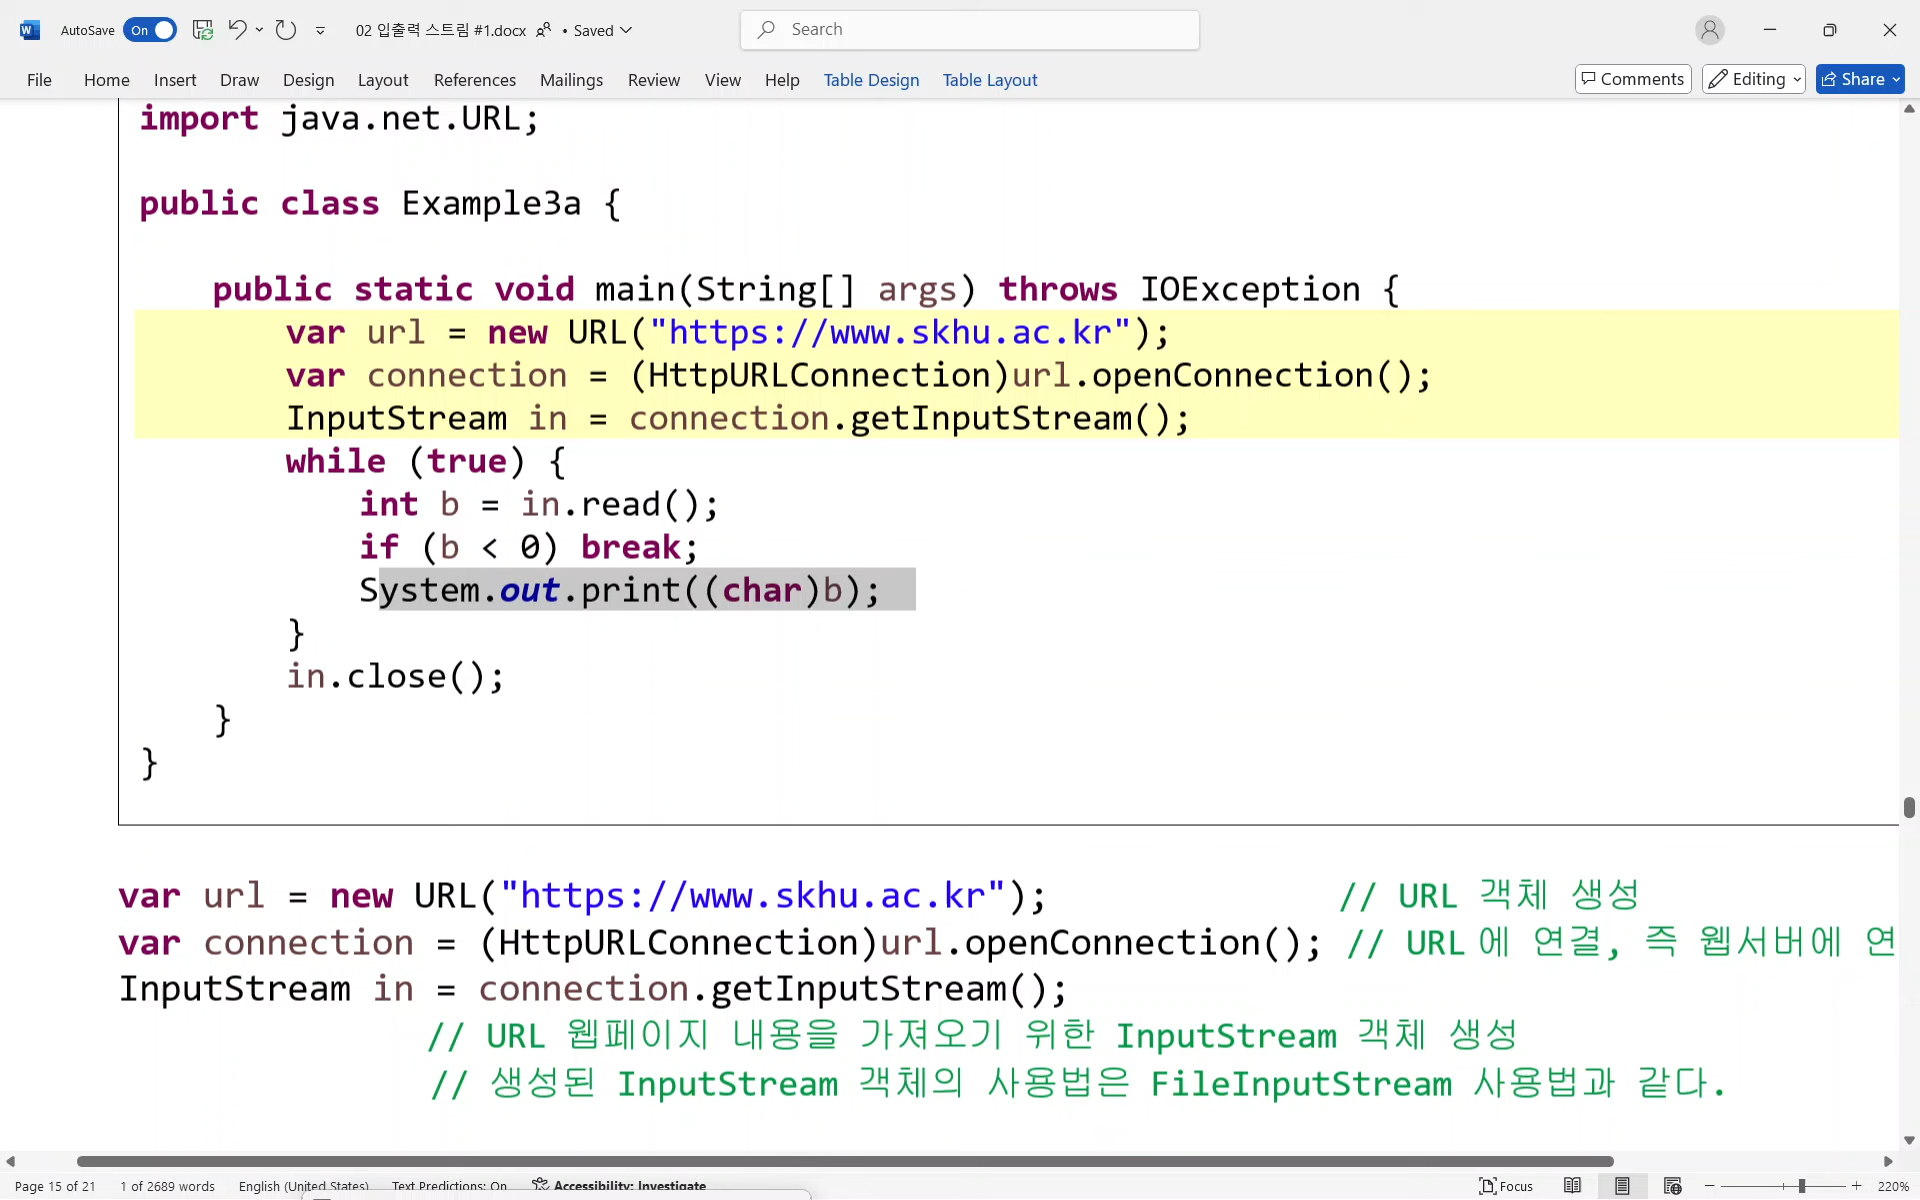 AutoSave On 02 입출력 스트림 #1.docx • Saved Search
File Home Insert Draw Design Layout References Mailings Review View Help Table Design Table Layout Comments Editing Share
import java.net.URL;
public class Example3a {
public static void main(String[] args) throws IOException {
var url = new URL("https://www.skhu.ac.kr");
var connection = (HttpURLConnection)url.openConnection();
InputStream in = connection.getInputStream();
while (true) {
int b = in.read();
if (b < 0) break;
System.out.print((char)b);
}
in.close();
}
}
var url = new URL("https://www.skhu.ac.kr"); // URL 객체 생성
var connection = (HttpURLConnection)url.openConnection(); // URL에 연결, 즉 웹서버에 연
InputStream in = connection.getInputStream();
// URL 웹페이지 내용을 가져오기 위한 InputStream 객체 생성
// 생성된 InputStream 객체의 사용법은 FileInputStream 사용법과 같다.
Page 15 of 21 1 of 2689 words English (United States) Text Predictions: On Accessibility: Investigate Focus 220%